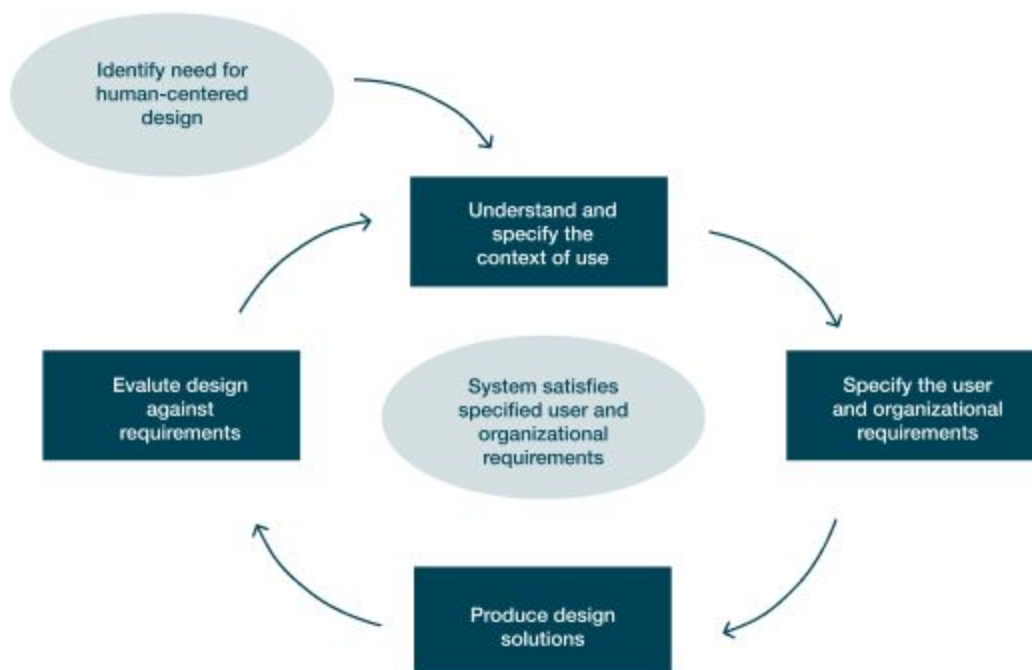 Identify need for
human-centered
design
Understand and
specify the
context of use
Evalute design
against
requirements
System satisfies
specified user and
organizational
requirements
Specify the user
and organizational
requirements
Produce design
solutions